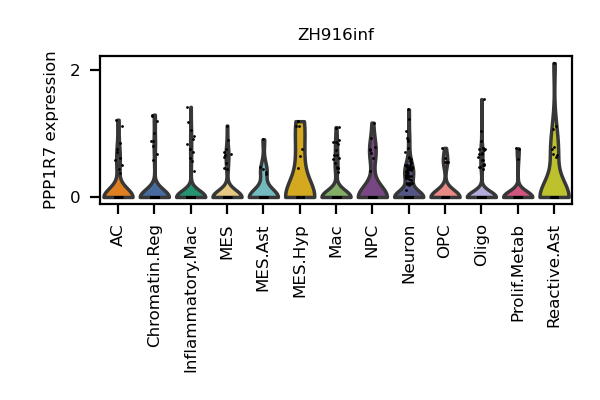 ZH916inf
PPP1R7 expression
2
0
AC
Chromatin.Reg
Inflammatory.Mac
MES
MES.Ast
MES.Hyp
Mac
NPC
Neuron
OPC
Oligo
Prolif.Metab
Reactive.Ast